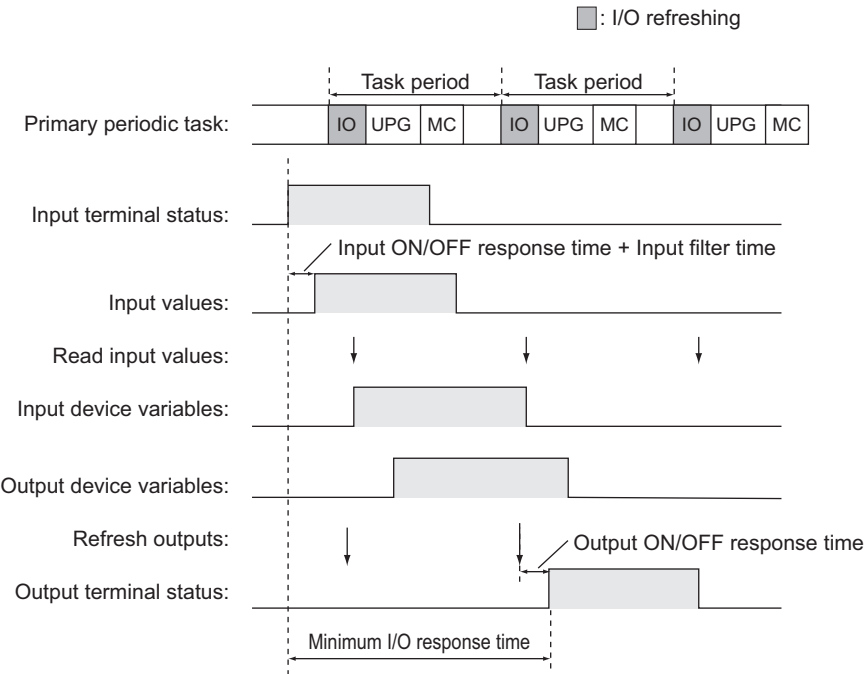 : I/O refreshing
Task period Task period
Primary periodic task: IO UPG MC IO UPG MC IO UPG MC
Input terminal status:
Input ON/OFF response time + Input filter time
Input values:
Read input values:
Input device variables:
Output device variables:
Refresh outputs:
Output ON/OFF response time
Output terminal status:
Minimum I/O response time